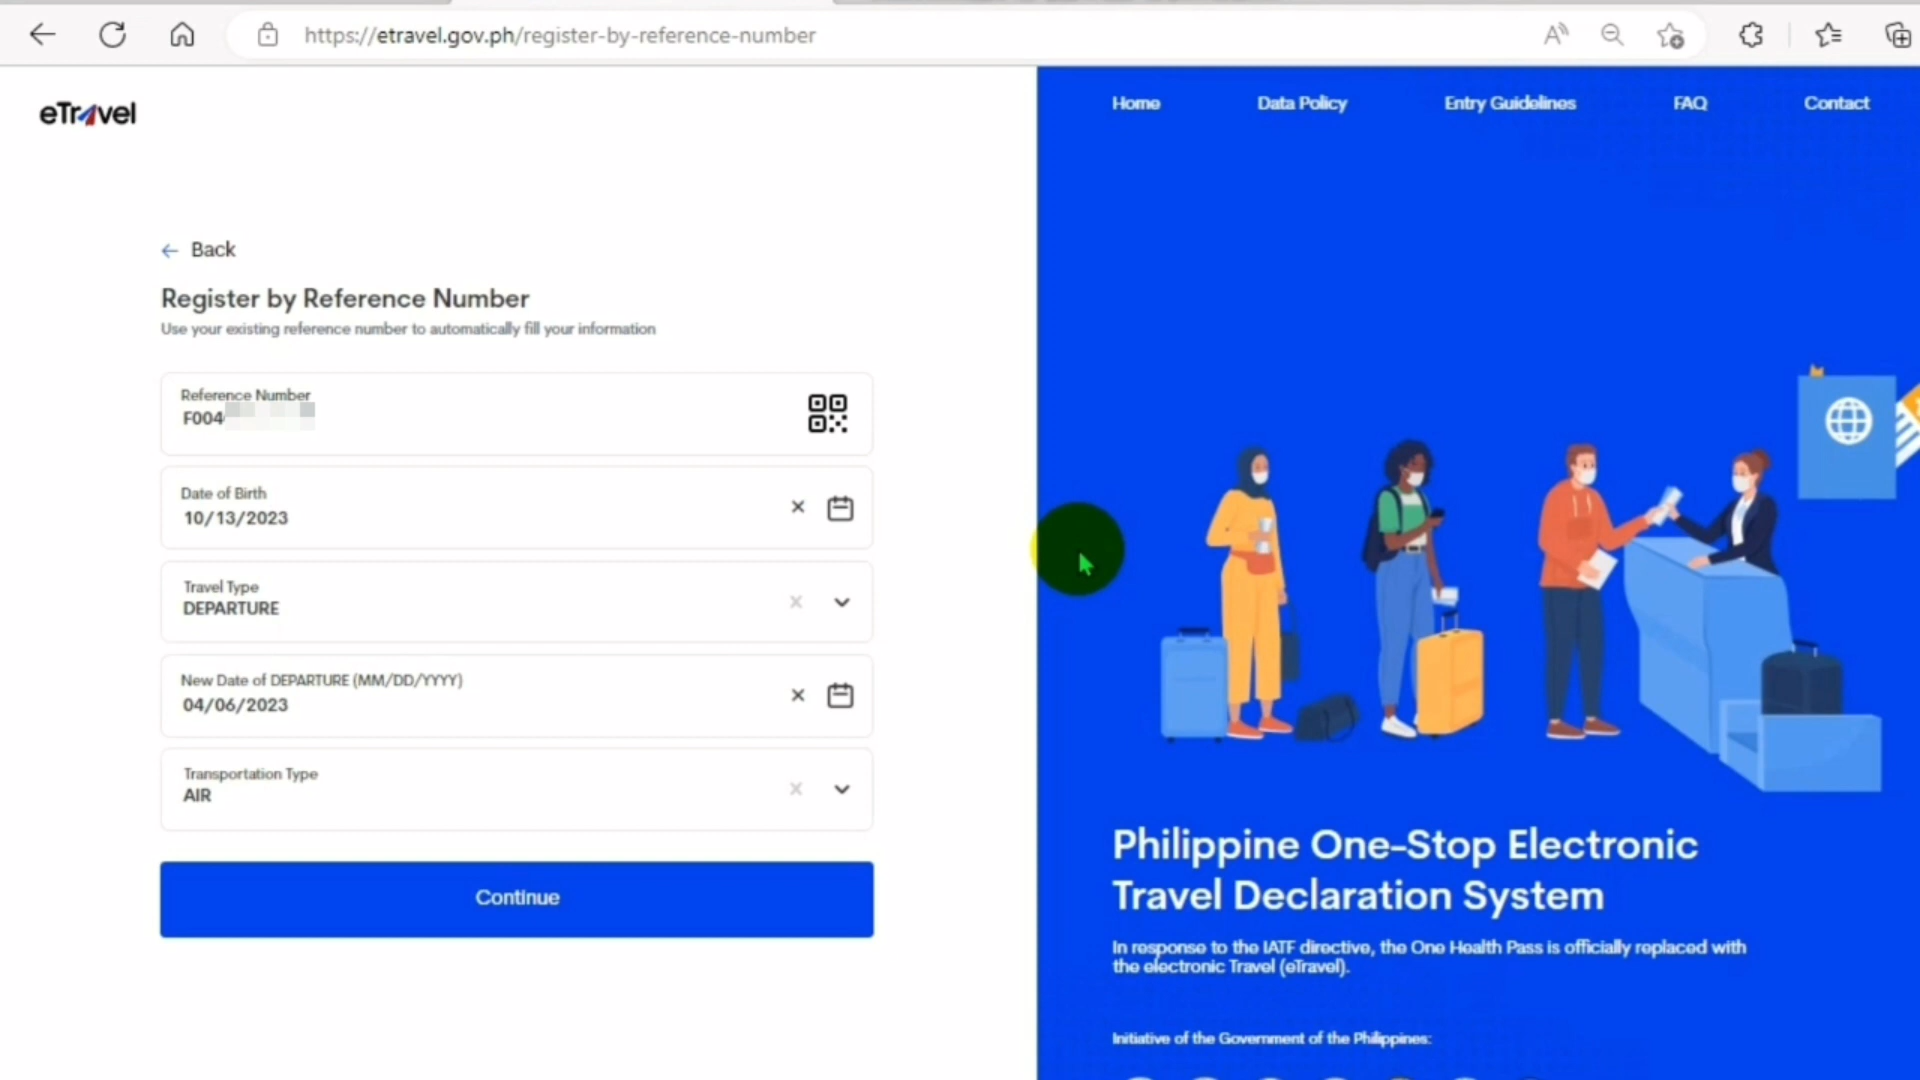 https://etravel.gov.ph/register-by-reference-number
eTravel
Home
Data Policy
Entry Guidelines
FAQ
Contact
Back
Register by Reference Number
Use your existing reference number to automatically fill your information
Reference Number
F004
Date of Birth
10/13/2023
Travel Type
DEPARTURE
New Date of DEPARTURE (MM/DD/YYYY)
04/06/2023
Transportation Type
AIR
Continue
Philippine One-Stop Electronic
Travel Declaration System
In response to the IATF directive, the One Health Pass is officially replaced with
the electronic Travel (eTravel).
Initiative of the Government of the Philippines: